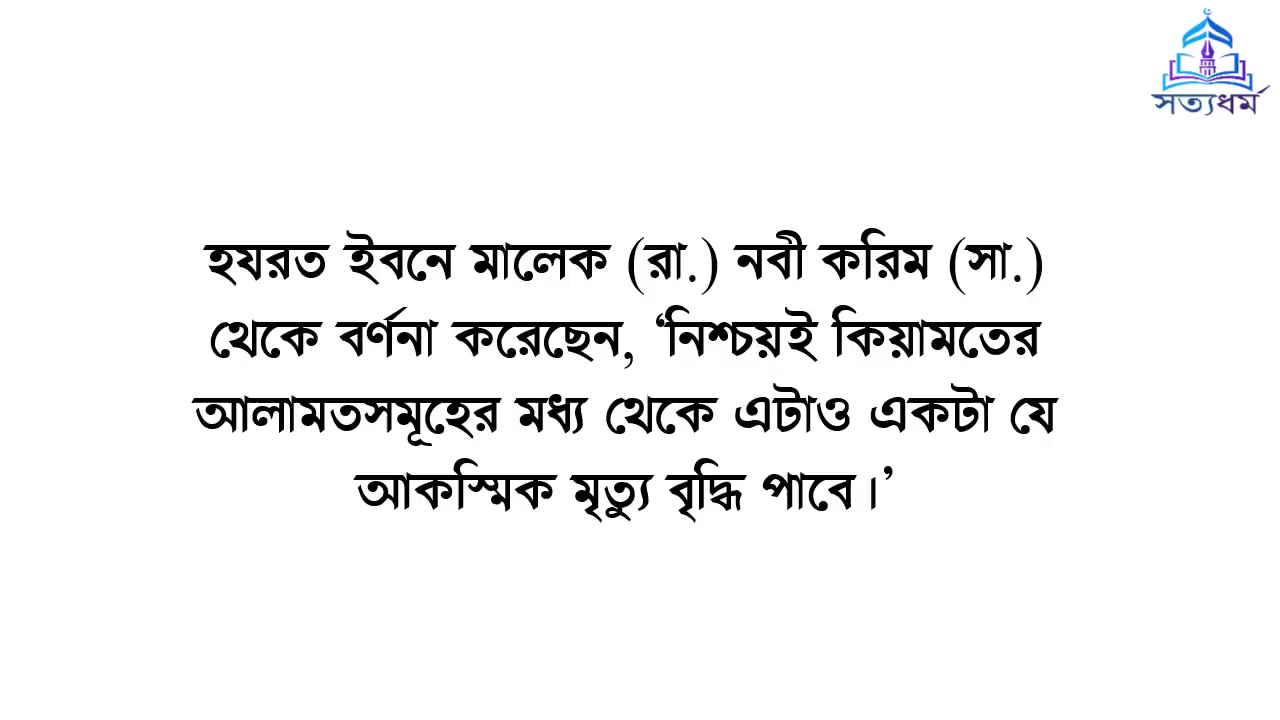 সত্যধর্ম
হযরত ইবনে মালেক (রা.) নবী করিম (সা.)
থেকে বর্ণনা করেছেন, ‘নিশ্চয়ই কিয়ামতের
আলামতসমূহের মধ্য থেকে এটাও একটা যে
আকস্মিক মৃত্যু বৃদ্ধি পাবে।’